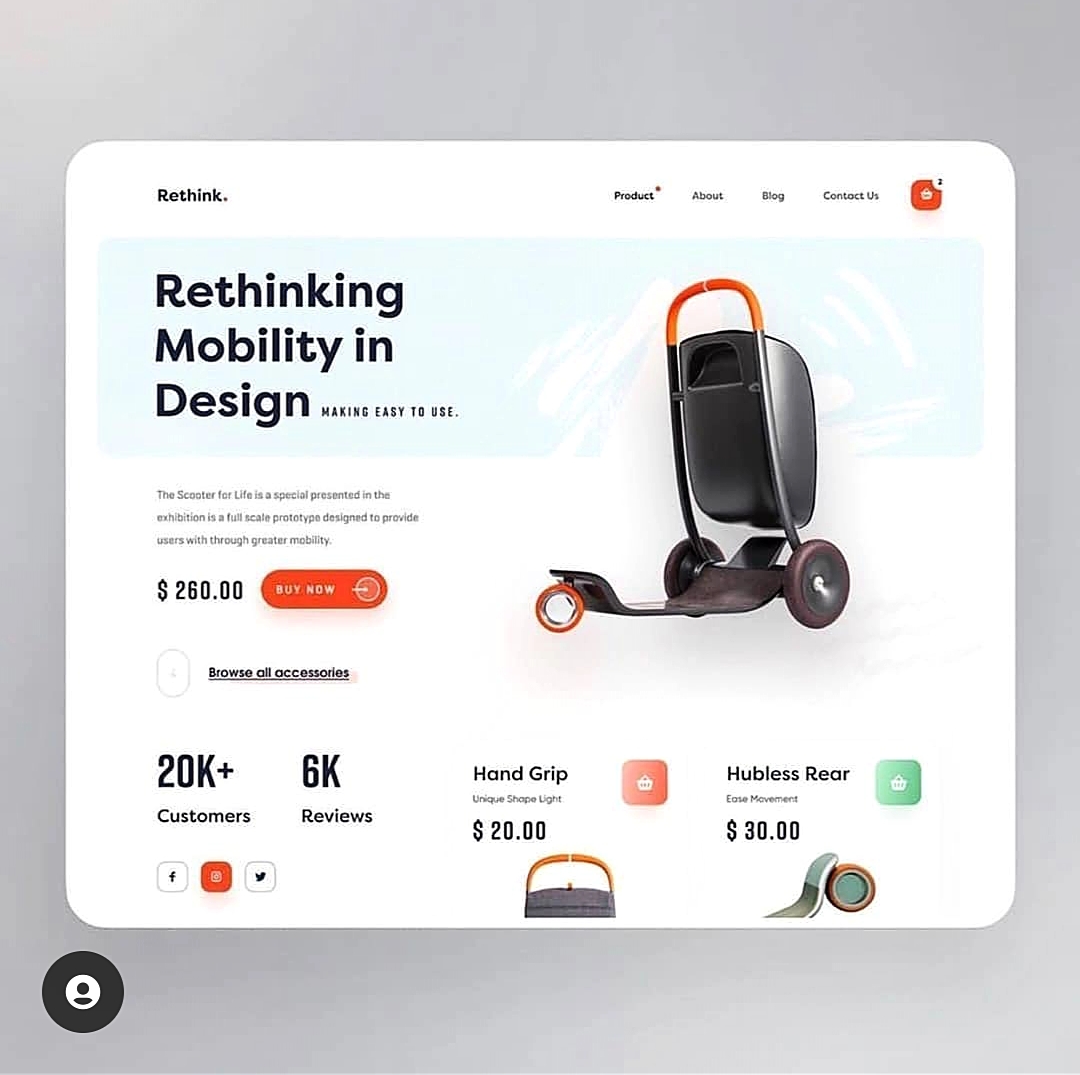 Rethink.
Product
About
Blog
Contact Us
2
Rethinking
Mobility in
Design MAKING EASY TO USE.
The Scooter for Life is a special presented in the
exhibition is a full scale prototype designed to provide
users with through greater mobility.
$ 260.00
BUY NOW
Browse all accessories
20K+
Customers
6K
Reviews
Hand Grip
Unique Shape Light
$ 20.00
Hubless Rear
Ease Movement
$ 30.00